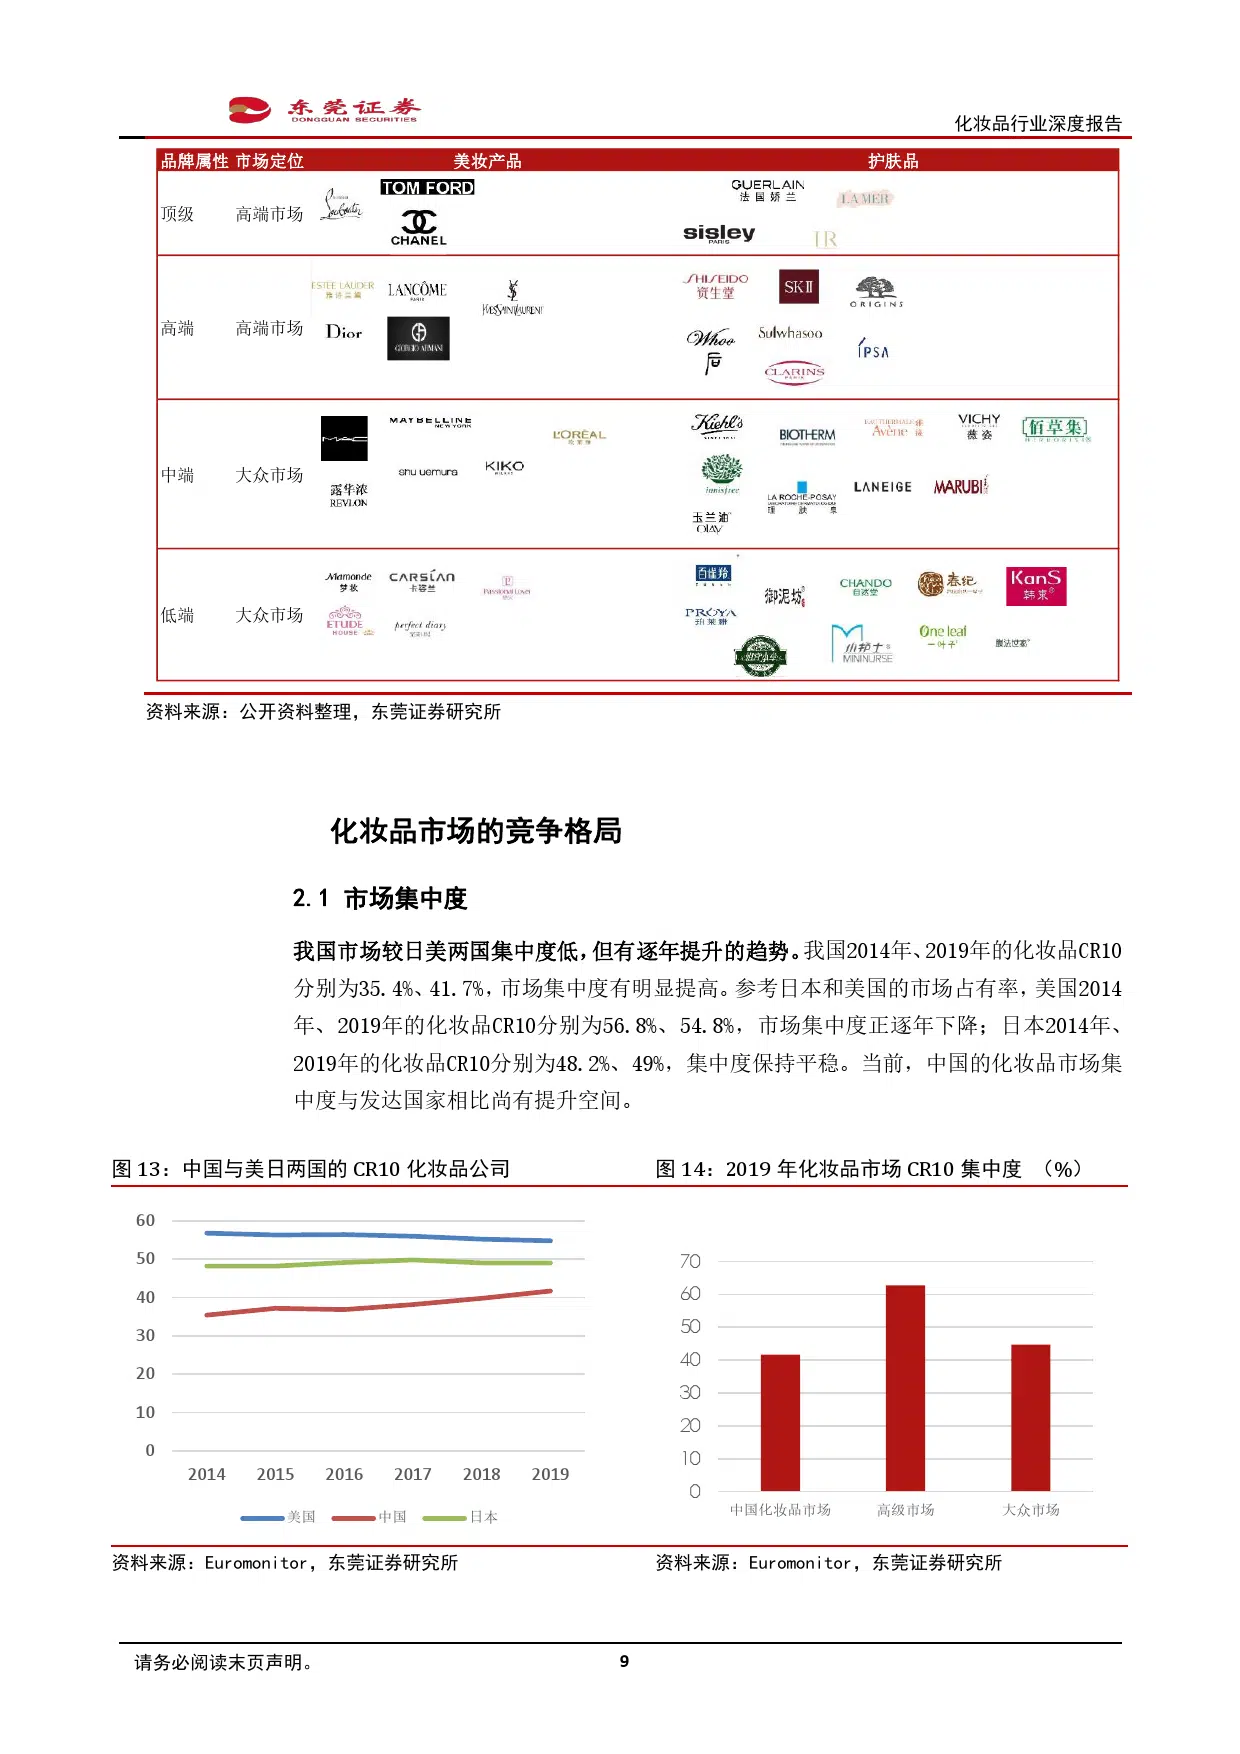 东莞证券
DONGGUAN SECURITIES
化妆品行业深度报告
品牌属性 市场定位 美妆产品 护肤品
顶级 高端市场
TOM FORD
CHANEL
GUERLAIN
法国娇兰
LA MER
sisley
PARIS
高端 高端市场
ESTEE LAUDER
LANCÔME
PARIS
YVESSAINTLAURENT
Dior
GIORGIO ARMANI
SHISEIDO
资生堂
SKII
ORIGINS
Whoo
后
Sulwhasoo
IPSA
CLARINS
PARIS
中端 大众市场
MAC
MAYBELLINE
NEW YORK
L'ORÉAL
shu uemura
KIKO
露华浓
REVLON
Kiehl's
BIOTHERM
EAU THERMALE
Avène
VICHY
薇姿
佰草集
HERBORIST
innisfree
LA ROCHE-POSAY
理肤泉
LANEIGE
MARUBI
玉兰油
OLAY
低端 大众市场
Mamonde
梦妆
CARSLAN
卡姿兰
Passional Lover
ETUDE
HOUSE
perfect diary
百雀羚
御泥坊
CHANDO
自然堂
春纪
KanS
韩束
PROYA
珀莱雅
小护士
MININURSE
One leaf
一叶子
膜法世家
资料来源：公开资料整理，东莞证券研究所
化妆品市场的竞争格局
2.1 市场集中度
我国市场较日美两国集中度低，但有逐年提升的趋势。我国2014年、2019年的化妆品CR10
分别为35.4%、41.7%，市场集中度有明显提高。参考日本和美国的市场占有率，美国2014
年、2019年的化妆品CR10分别为56.8%、54.8%，市场集中度正逐年下降；日本2014年、
2019年的化妆品CR10分别为48.2%、49%，集中度保持平稳。当前，中国的化妆品市场集
中度与发达国家相比尚有提升空间。
图 13：中国与美日两国的 CR10 化妆品公司
60
50
40
30
20
10
0
2014 2015 2016 2017 2018 2019
美国 中国 日本
资料来源：Euromonitor，东莞证券研究所
图 14：2019 年化妆品市场 CR10 集中度 （%）
70
60
50
40
30
20
10
0
中国化妆品市场 高级市场 大众市场
资料来源：Euromonitor，东莞证券研究所
请务必阅读末页声明。
9